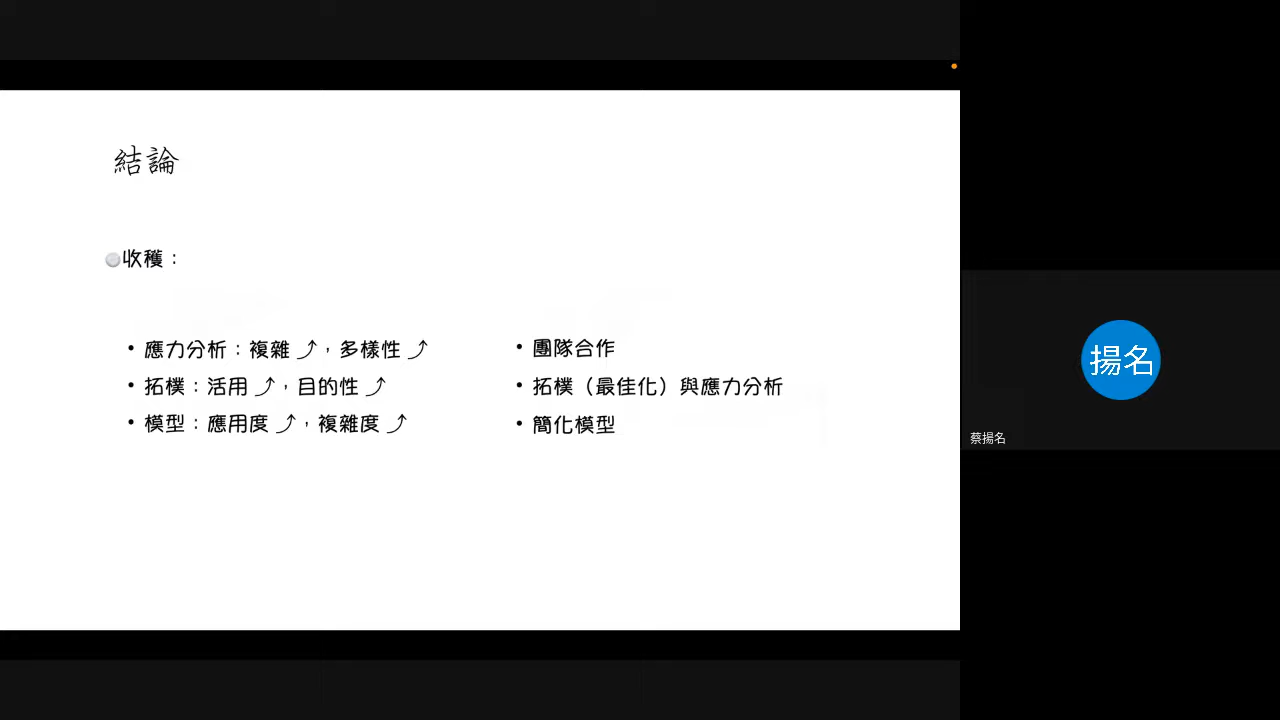 結論
收穫：
• 應力分析：複雜⤴，多樣性⤴
• 拓樸：活用⤴，目的性⤴
• 模型：應用度⤴，複雜度⤴
• 團隊合作
• 拓樸（最佳化）與應力分析
• 簡化模型
揚名
蔡揚名